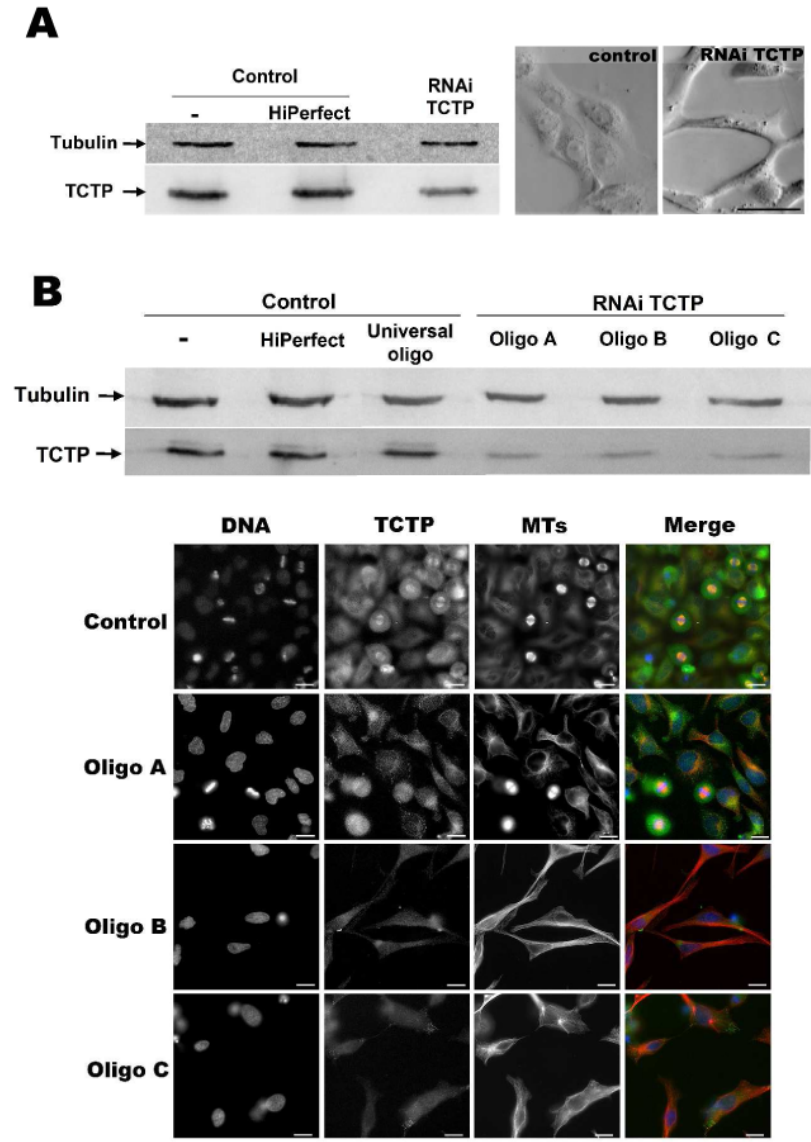 A
Control
RNAi
TCTP
-
HiPerfect
Tubulin
TCTP
control
RNAi TCTP
B
Control
RNAi TCTP
-
HiPerfect
Universal
oligo
Oligo A
Oligo B
Oligo C
Tubulin
TCTP
DNA
TCTP
MTs
Merge
Control
Oligo A
Oligo B
Oligo C